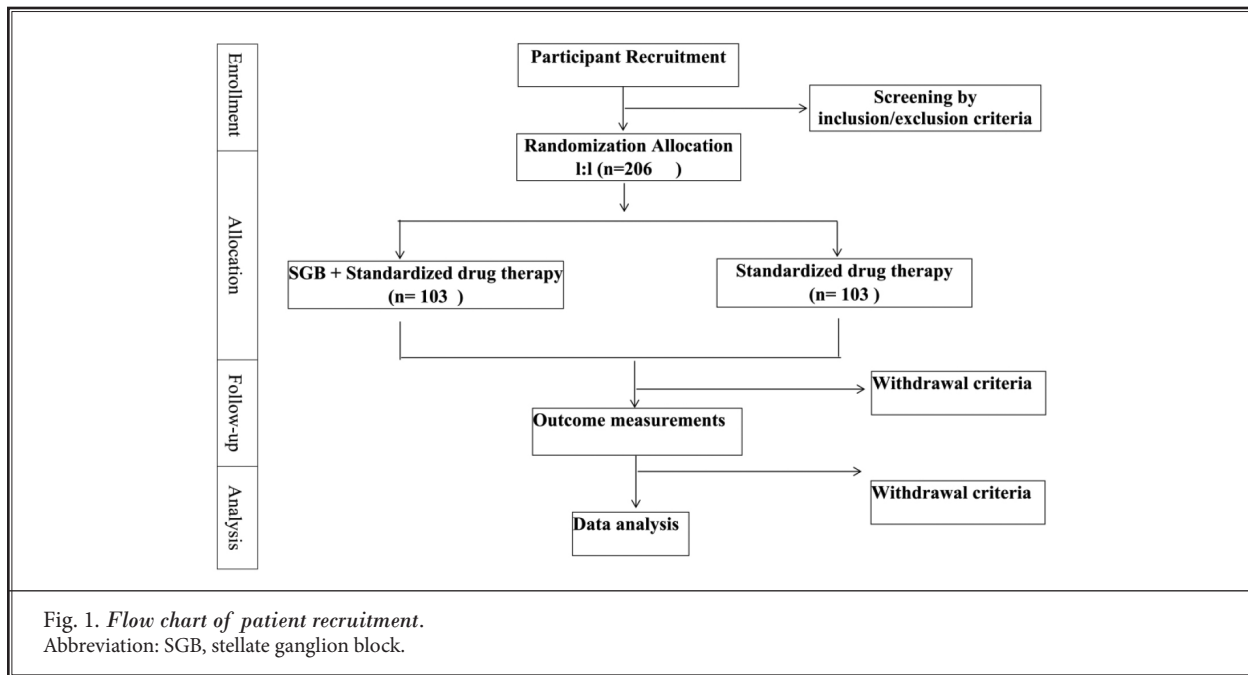 Enrollment
Participant Recruitment
Screening by
inclusion/exclusion criteria
Randomization Allocation
l:l (n=206 )
Allocation
SGB + Standardized drug therapy
(n= 103 )
Standardized drug therapy
(n= 103 )
Follow-up
Withdrawal criteria
Outcome measurements
Analysis
Withdrawal criteria
Data analysis
Fig. 1. Flow chart of patient recruitment.
Abbreviation: SGB, stellate ganglion block.